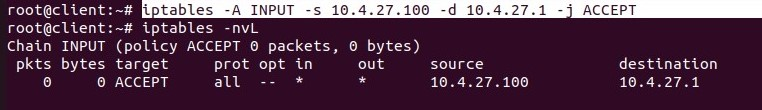 root@client:~# iptables -A INPUT -s 10.4.27.100 -d 10.4.27.1 -j ACCEPT
root@client:~# iptables -nvL
Chain INPUT (policy ACCEPT 0 packets, 0 bytes)
 pkts bytes target     prot opt in     out     source               destination
    0     0 ACCEPT     all  --  *      *       10.4.27.100          10.4.27.1